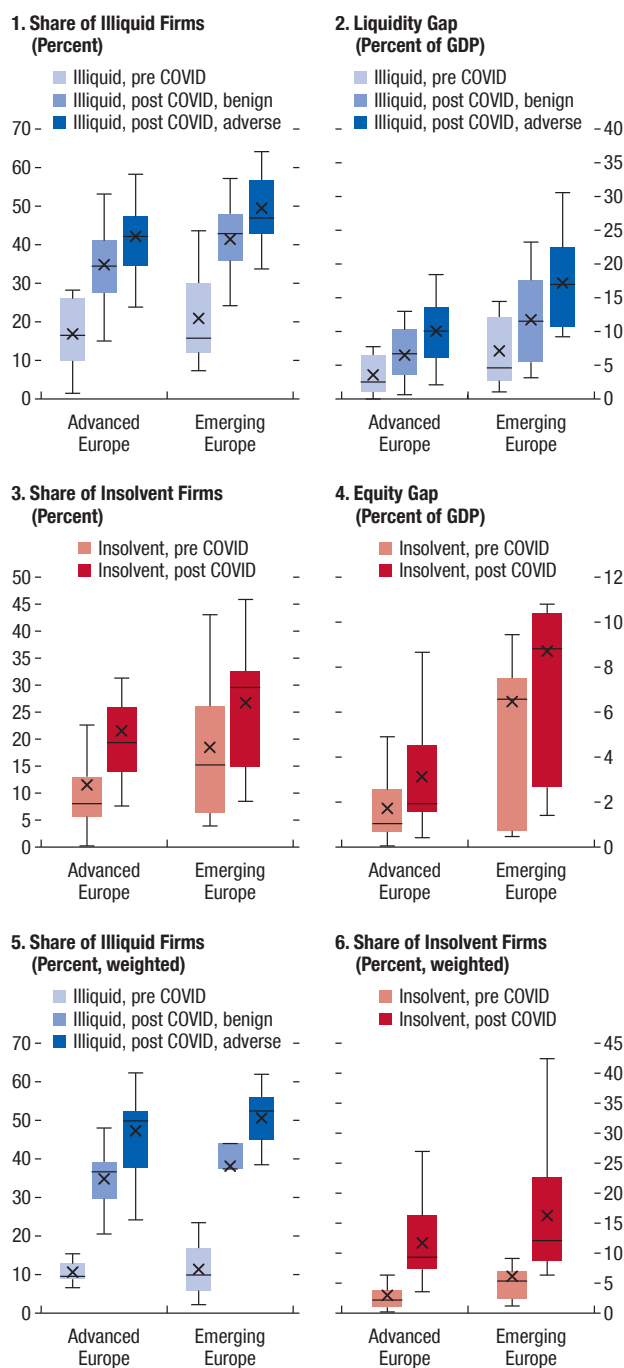 1. Share of Illiquid Firms
(Percent)
Illiquid, pre COVID
Illiquid, post COVID, benign
Illiquid, post COVID, adverse
70
60
50
40
30
20
10
0
Advanced
Europe
Emerging
Europe
2. Liquidity Gap
(Percent of GDP)
Illiquid, pre COVID
Illiquid, post COVID, benign
Illiquid, post COVID, adverse
40
35
30
25
20
15
10
5
0
Advanced
Europe
Emerging
Europe
3. Share of Insolvent Firms
(Percent)
Insolvent, pre COVID
Insolvent, post COVID
50
45
40
35
30
25
20
15
10
5
0
Advanced
Europe
Emerging
Europe
4. Equity Gap
(Percent of GDP)
Insolvent, pre COVID
Insolvent, post COVID
12
10
8
6
4
2
0
Advanced
Europe
Emerging
Europe
5. Share of Illiquid Firms
(Percent, weighted)
Illiquid, pre COVID
Illiquid, post COVID, benign
Illiquid, post COVID, adverse
70
60
50
40
30
20
10
0
Advanced
Europe
Emerging
Europe
6. Share of Insolvent Firms
(Percent, weighted)
Insolvent, pre COVID
Insolvent, post COVID
45
40
35
30
25
20
15
10
5
0
Advanced
Europe
Emerging
Europe